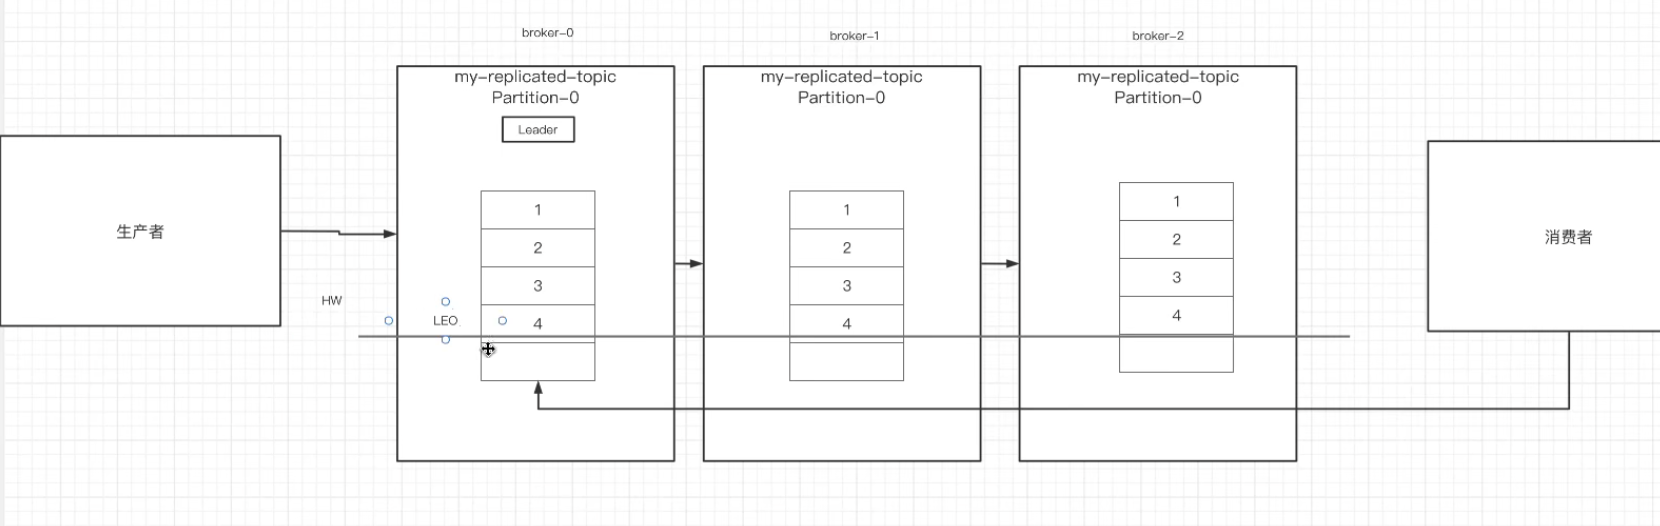 broker-0
broker-1
broker-2
my-replicated-topic
Partition-0
Leader
my-replicated-topic
Partition-0
my-replicated-topic
Partition-0
生产者
1
2
3
4
1
2
3
4
1
2
3
4
消费者
HW
LEO